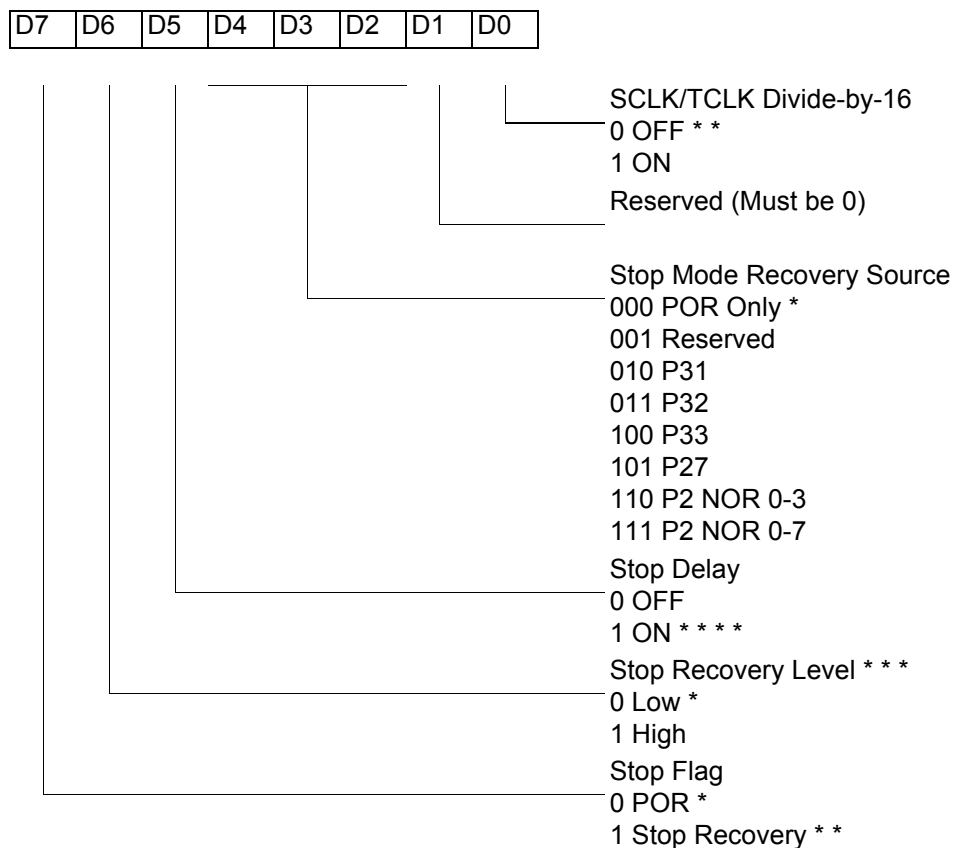 D7 D6 D5 D4 D3 D2 D1 D0
SCLK/TCLK Divide-by-16
0 OFF * *
1 ON
Reserved (Must be 0)
Stop Mode Recovery Source
000 POR Only *
001 Reserved
010 P31
011 P32
100 P33
101 P27
110 P2 NOR 0-3
111 P2 NOR 0-7
Stop Delay
0 OFF
1 ON * * * *
Stop Recovery Level * * *
0 Low *
1 High
Stop Flag
0 POR *
1 Stop Recovery * *